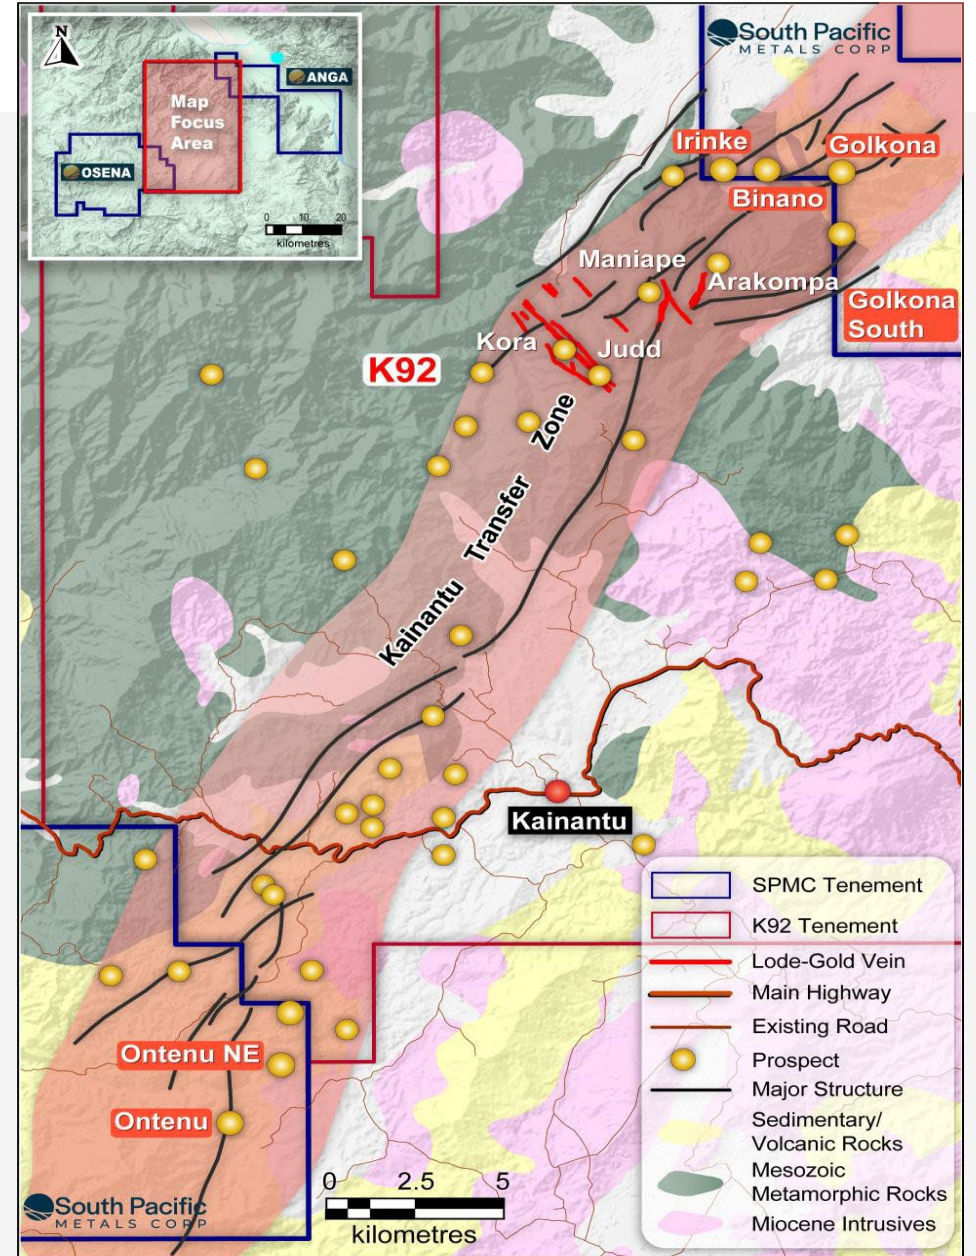 N
ANGA
Map
Focus
Area
OSENA
0 10 20
kilometres
South Pacific
METALS CORP
Irinke
Golkona
Binano
Maniape
Arakompa
Golkona
South
Kora
Judd
K92
Kainantu Transfer Zone
Kainantu
SPMC Tenement
K92 Tenement
Lode-Gold Vein
Main Highway
Existing Road
Prospect
Major Structure
Sedimentary/
Volcanic Rocks
Mesozoic
Metamorphic Rocks
Miocene Intrusives
Ontenu NE
Ontenu
0 2.5 5
kilometres
South Pacific
METALS CORP